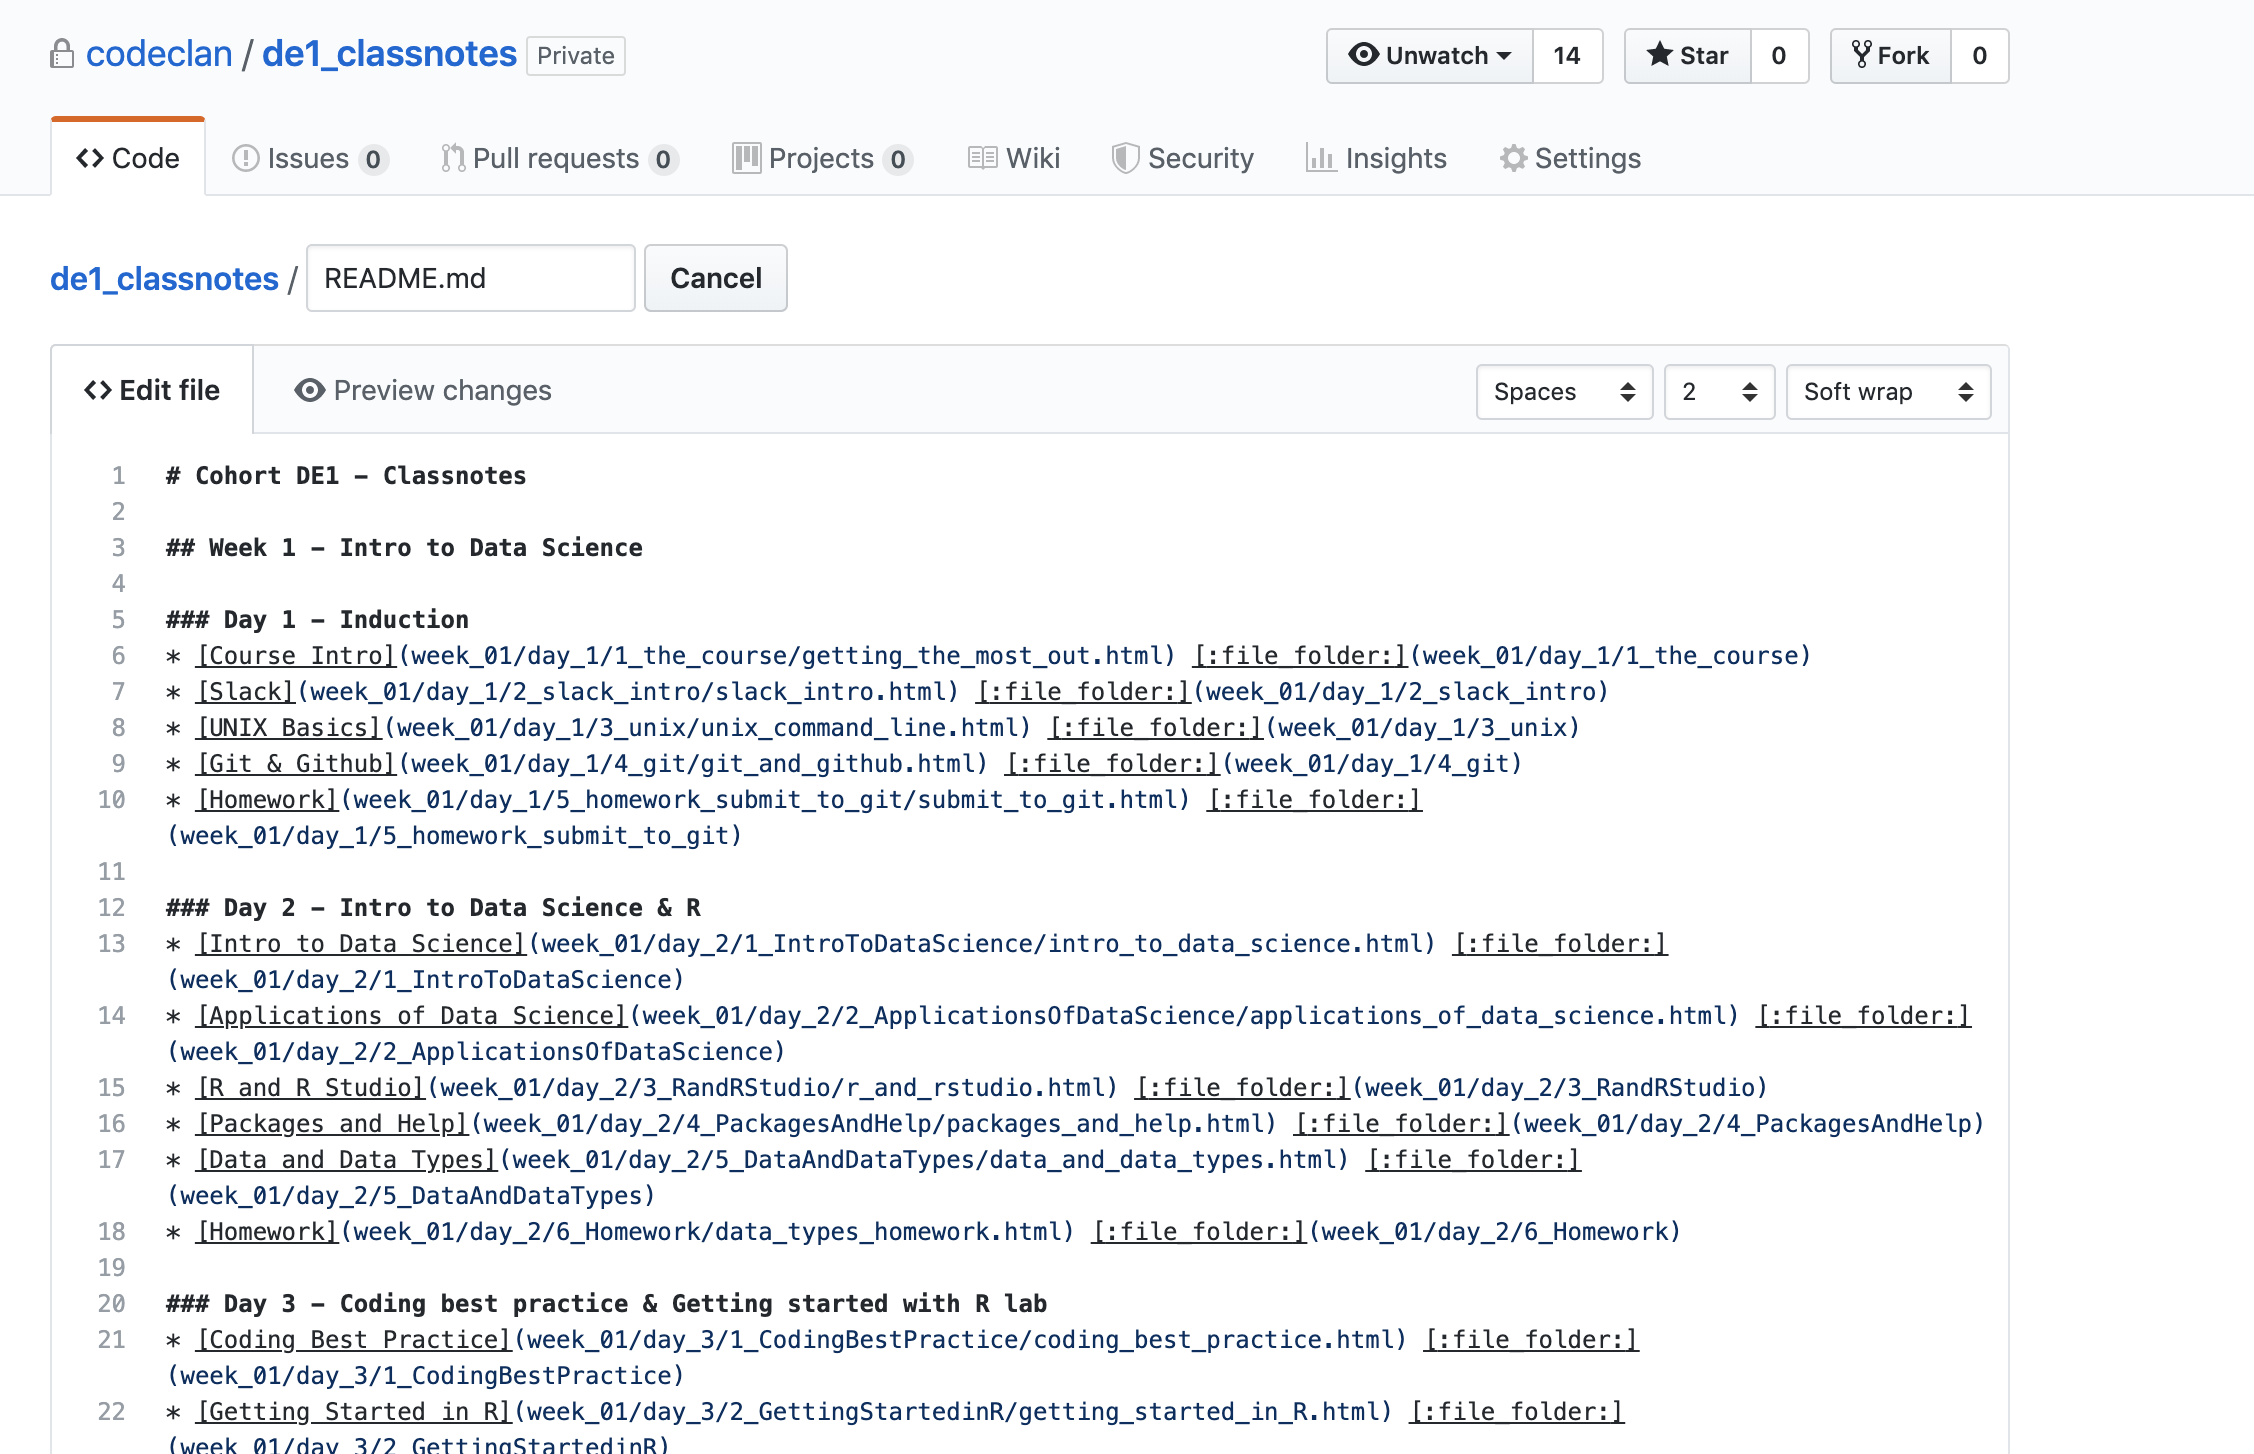 codeclan / de1_classnotes Private
Unwatch 14 Star 0 Fork 0
Code Issues 0 Pull requests 0 Projects 0 Wiki Security Insights Settings
de1_classnotes / README.md Cancel
Edit file Preview changes Spaces 2 Soft wrap
1 # Cohort DE1 - Classnotes
2
3 ## Week 1 - Intro to Data Science
4
5 ### Day 1 - Induction
6 * [Course Intro](week_01/day_1/1_the_course/getting_the_most_out.html) [:file_folder:](week_01/day_1/1_the_course)
7 * [Slack](week_01/day_1/2_slack_intro/slack_intro.html) [:file_folder:](week_01/day_1/2_slack_intro)
8 * [UNIX Basics](week_01/day_1/3_unix/unix_command_line.html) [:file_folder:](week_01/day_1/3_unix)
9 * [Git & Github](week_01/day_1/4_git/git_and_github.html) [:file_folder:](week_01/day_1/4_git)
10 * [Homework](week_01/day_1/5_homework_submit_to_git/submit_to_git.html) [:file_folder:]
(week_01/day_1/5_homework_submit_to_git)
11
12 ### Day 2 - Intro to Data Science & R
13 * [Intro to Data Science](week_01/day_2/1_IntroToDataScience/intro_to_data_science.html) [:file_folder:]
(week_01/day_2/1_IntroToDataScience)
14 * [Applications of Data Science](week_01/day_2/2_ApplicationsOfDataScience/applications_of_data_science.html) [:file_folder:]
(week_01/day_2/2_ApplicationsOfDataScience)
15 * [R and R Studio](week_01/day_2/3_RandRStudio/r_and_rstudio.html) [:file_folder:](week_01/day_2/3_RandRStudio)
16 * [Packages and Help](week_01/day_2/4_PackagesAndHelp/packages_and_help.html) [:file_folder:](week_01/day_2/4_PackagesAndHelp)
17 * [Data and Data Types](week_01/day_2/5_DataAndDataTypes/data_and_data_types.html) [:file_folder:]
(week_01/day_2/5_DataAndDataTypes)
18 * [Homework](week_01/day_2/6_Homework/data_types_homework.html) [:file_folder:](week_01/day_2/6_Homework)
19
20 ### Day 3 - Coding best practice & Getting started with R lab
21 * [Coding Best Practice](week_01/day_3/1_CodingBestPractice/coding_best_practice.html) [:file_folder:]
(week_01/day_3/1_CodingBestPractice)
22 * [Getting Started in R](week_01/day_3/2_GettingStartedinR/getting_started_in_R.html) [:file_folder:]
(week_01/day_3/2_GettingStartedinR)